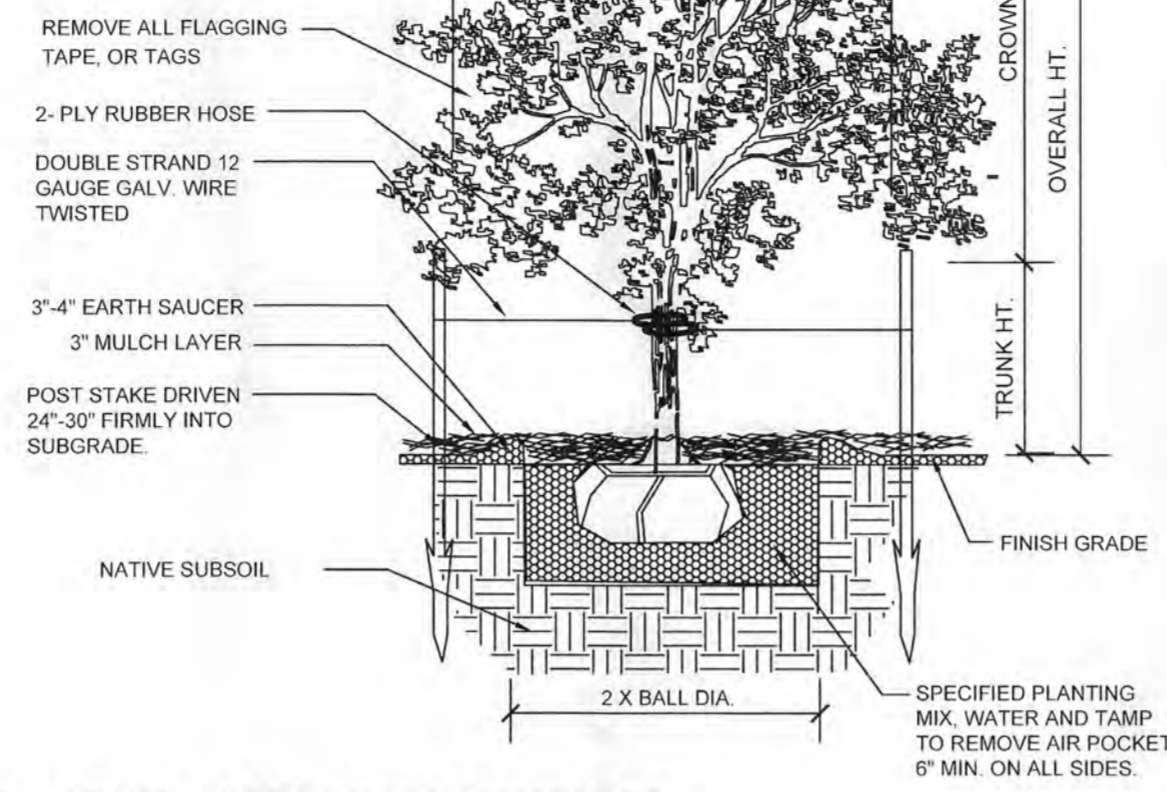 REMOVE ALL FLAGGING
TAPE, OR TAGS
2- PLY RUBBER HOSE
DOUBLE STRAND 12
GAUGE GALV. WIRE
TWISTED
3"-4" EARTH SAUCER
3" MULCH LAYER
POST STAKE DRIVEN
24"-30" FIRMLY INTO
SUBGRADE.
NATIVE SUBSOIL
CROWN
OVERALL HT.
TRUNK HT.
FINISH GRADE
2 X BALL DIA.
SPECIFIED PLANTING
MIX, WATER AND TAMP
TO REMOVE AIR POCKET
6" MIN. ON ALL SIDES.